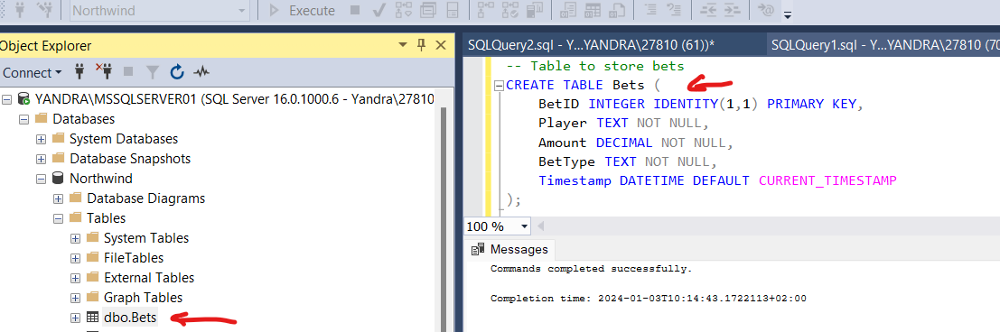 Northwind
Execute
Object Explorer
Connect
YANDRA\MSSQLSERVER01 (SQL Server 16.0.1000.6 - Yandra\27810
Databases
System Databases
Database Snapshots
Northwind
Database Diagrams
Tables
System Tables
FileTables
External Tables
Graph Tables
dbo.Bets
SQLQuery2.sql - Y...YANDRA\27810 (61))*
SQLQuery1.sql - Y...YANDRA\27810 (70
-- Table to store bets
CREATE TABLE Bets (
BetID INTEGER IDENTITY(1,1) PRIMARY KEY,
Player TEXT NOT NULL,
Amount DECIMAL NOT NULL,
BetType TEXT NOT NULL,
Timestamp DATETIME DEFAULT CURRENT_TIMESTAMP
);
100 %
Messages
Commands completed successfully.
Completion time: 2024-01-03T10:14:43.1722113+02:00